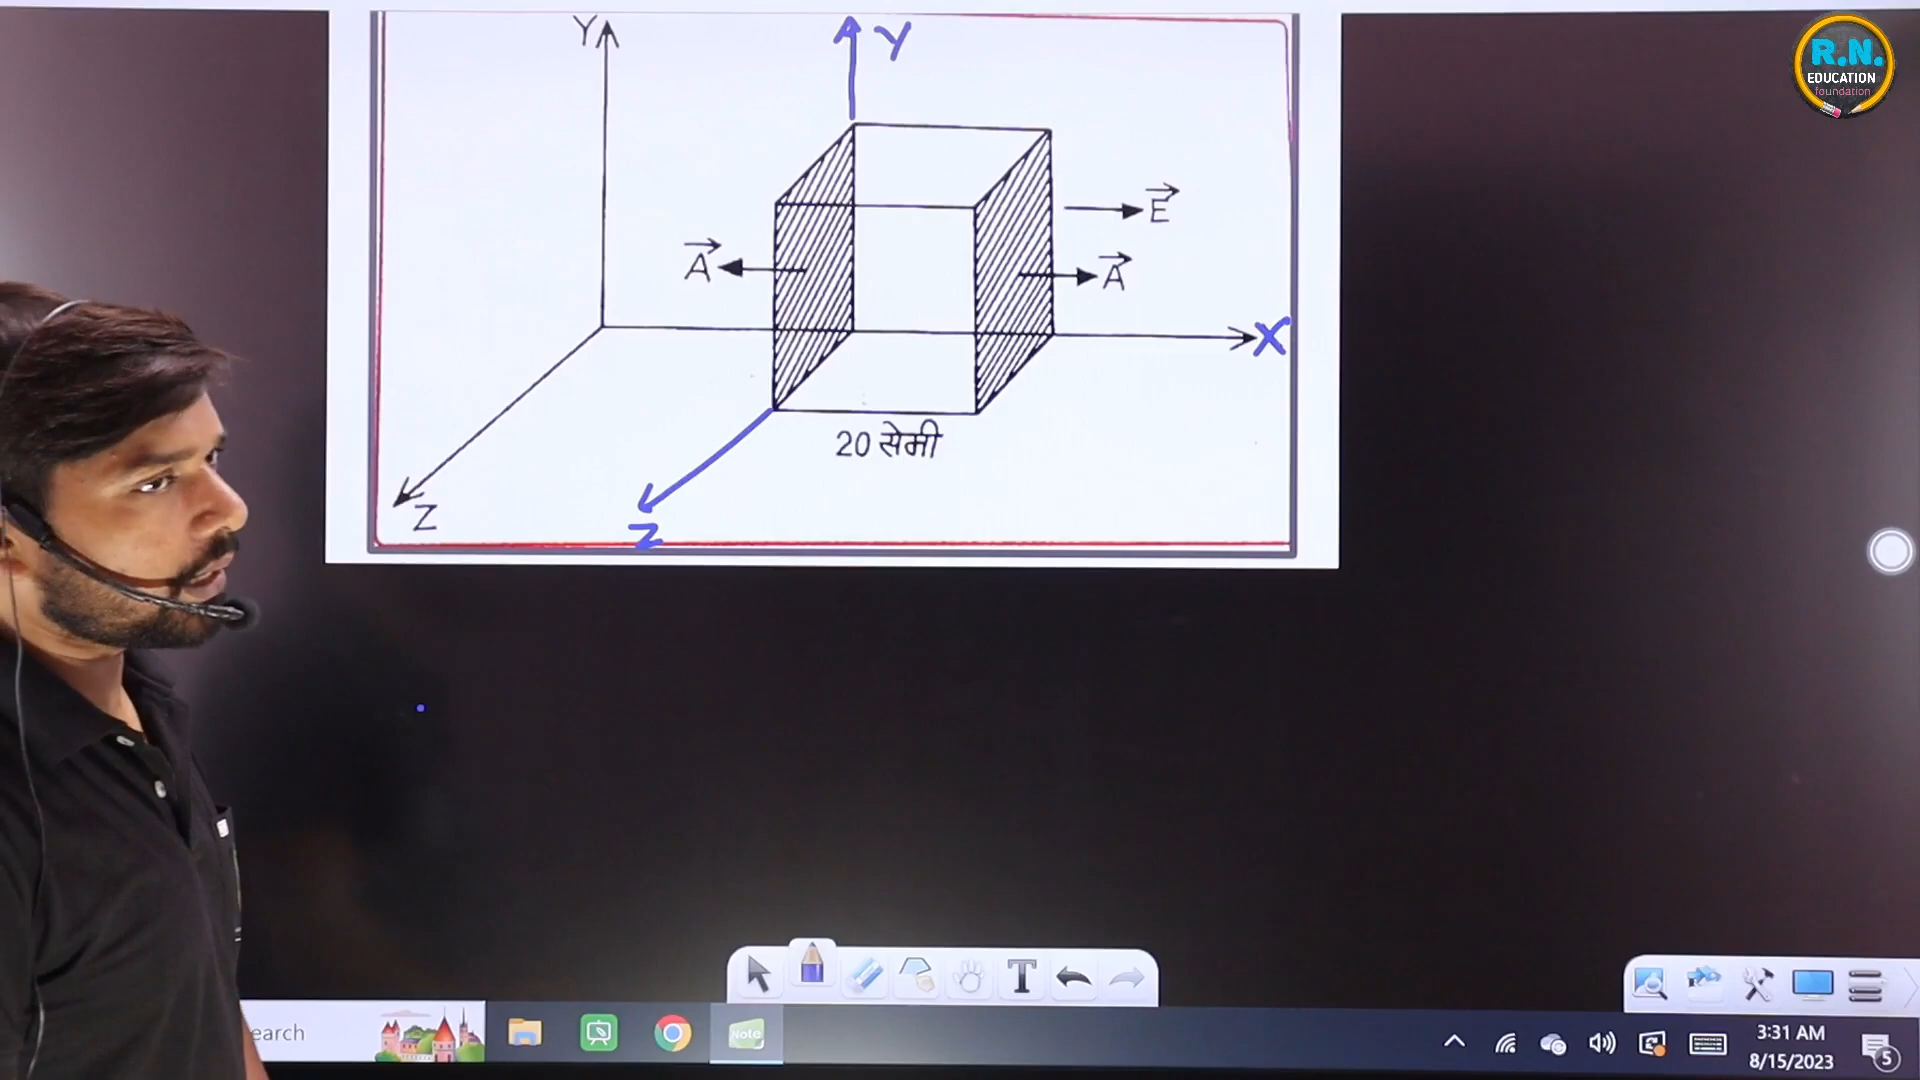 R.N.
EDUCATION
foundation
Y
Y
E
A
A
X
20 सेमी
Z
Z
T
earch
Note
3:31 AM
8/15/2023
5